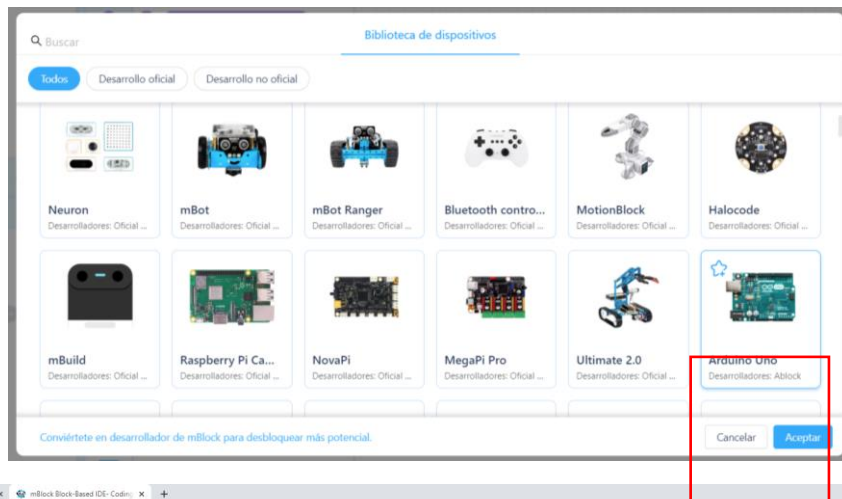 Buscar
Biblioteca de dispositivos
Todos
Desarrollo oficial
Desarrollo no oficial
Neuron
Desarrolladores: Oficial ...
mBot
Desarrolladores: Oficial ...
mBot Ranger
Desarrolladores: Oficial ...
Bluetooth contro...
Desarrolladores: Oficial ...
MotionBlock
Desarrolladores: Oficial ...
Halocode
Desarrolladores: Oficial ...
mBuild
Desarrolladores: Oficial ...
Raspberry Pi Ca...
Desarrolladores: Oficial ...
NovaPi
Desarrolladores: Oficial ...
MegaPi Pro
Desarrolladores: Oficial ...
Ultimate 2.0
Desarrolladores: Oficial ...
Arduino Uno
Desarrolladores: Ablock
Conviértete en desarrollador de mBlock para desbloquear más potencial.
Cancelar
Aceptar
mBlock Block-Based IDE- Coding